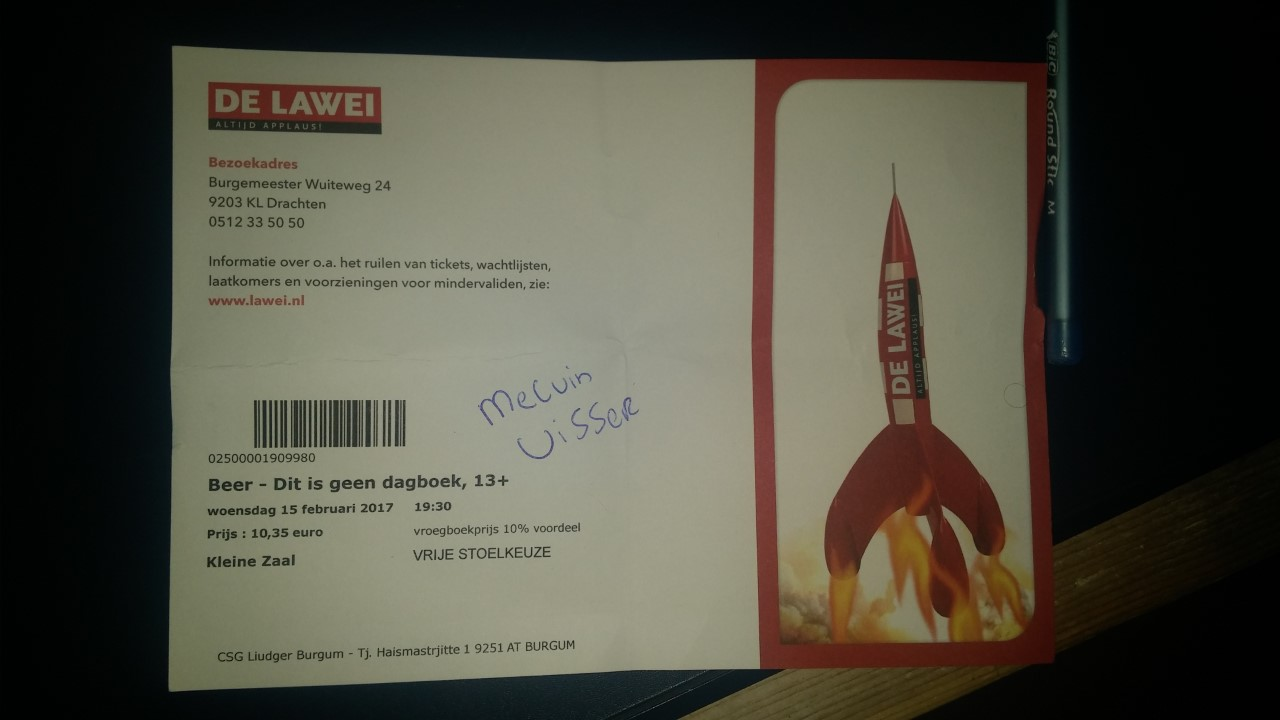 DE LAWEI
ALTIJD APPLAUS!
Bezoekadres
Burgemeester Wuiteweg 24
9203 KL Drachten
0512 33 50 50
Informatie over o.a. het ruilen van tickets, wachtlijsten,
laatkomers en voorzieningen voor mindervaliden, zie:
www.lawei.nl
Melvin
Visser
02500001909980
Beer - Dit is geen dagboek, 13+
woensdag 15 februari 2017 19:30
Prijs : 10,35 euro vroegboekprijs 10% voordeel
Kleine Zaal VRIJE STOELKEUZE
CSG Liudger Burgum - Tj. Haismastrjitte 1 9251 AT BURGUM
DE LAWEI
ALTIJD APPLAUS!
BIC Round Stic M